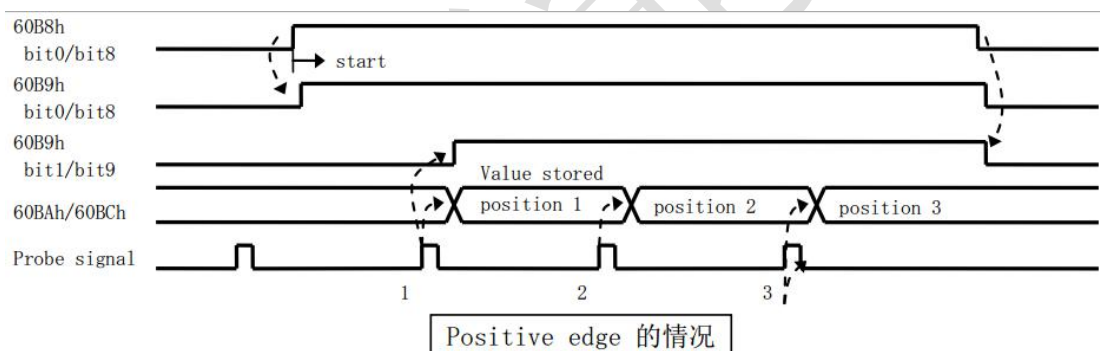 60B8h
bit0/bit8
start
60B9h
bit0/bit8
60B9h
bit1/bit9
Value stored
60BAh/60BCh
position 1
position 2
position 3
Probe signal
1
2
3
Positive edge 的情况